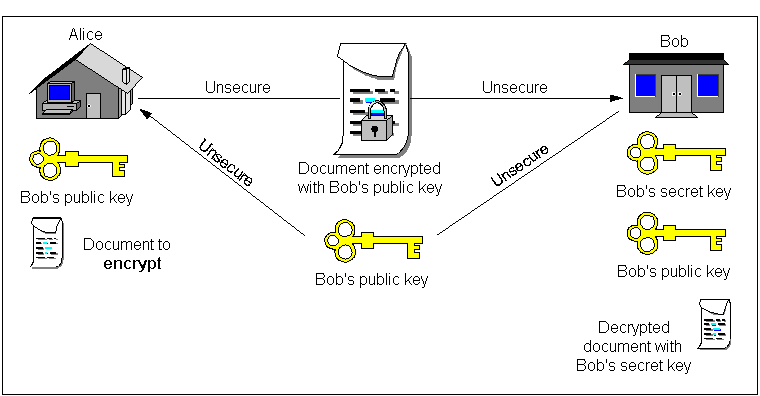 Alice
Bob
Unsecure
Unsecure
Document encrypted
with Bob's public key
Unsecure
Unsecure
Bob's public key
Bob's secret key
Document to
encrypt
Bob's public key
Bob's public key
Decrypted
document with
Bob's secret key